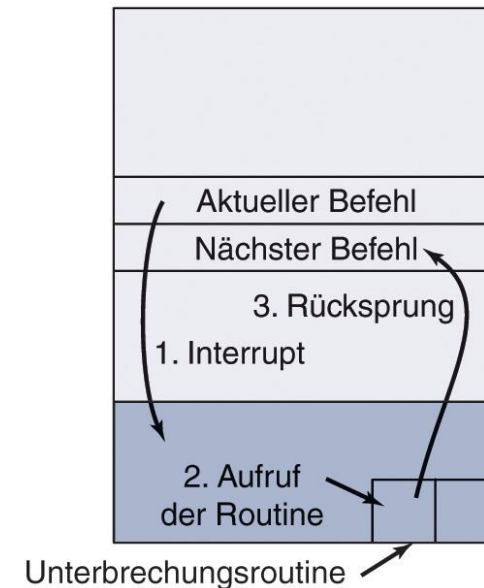 Aktueller Befehl
Nächster Befehl
3. Rücksprung
1. Interrupt
2. Aufruf
der Routine
Unterbrechungsroutine